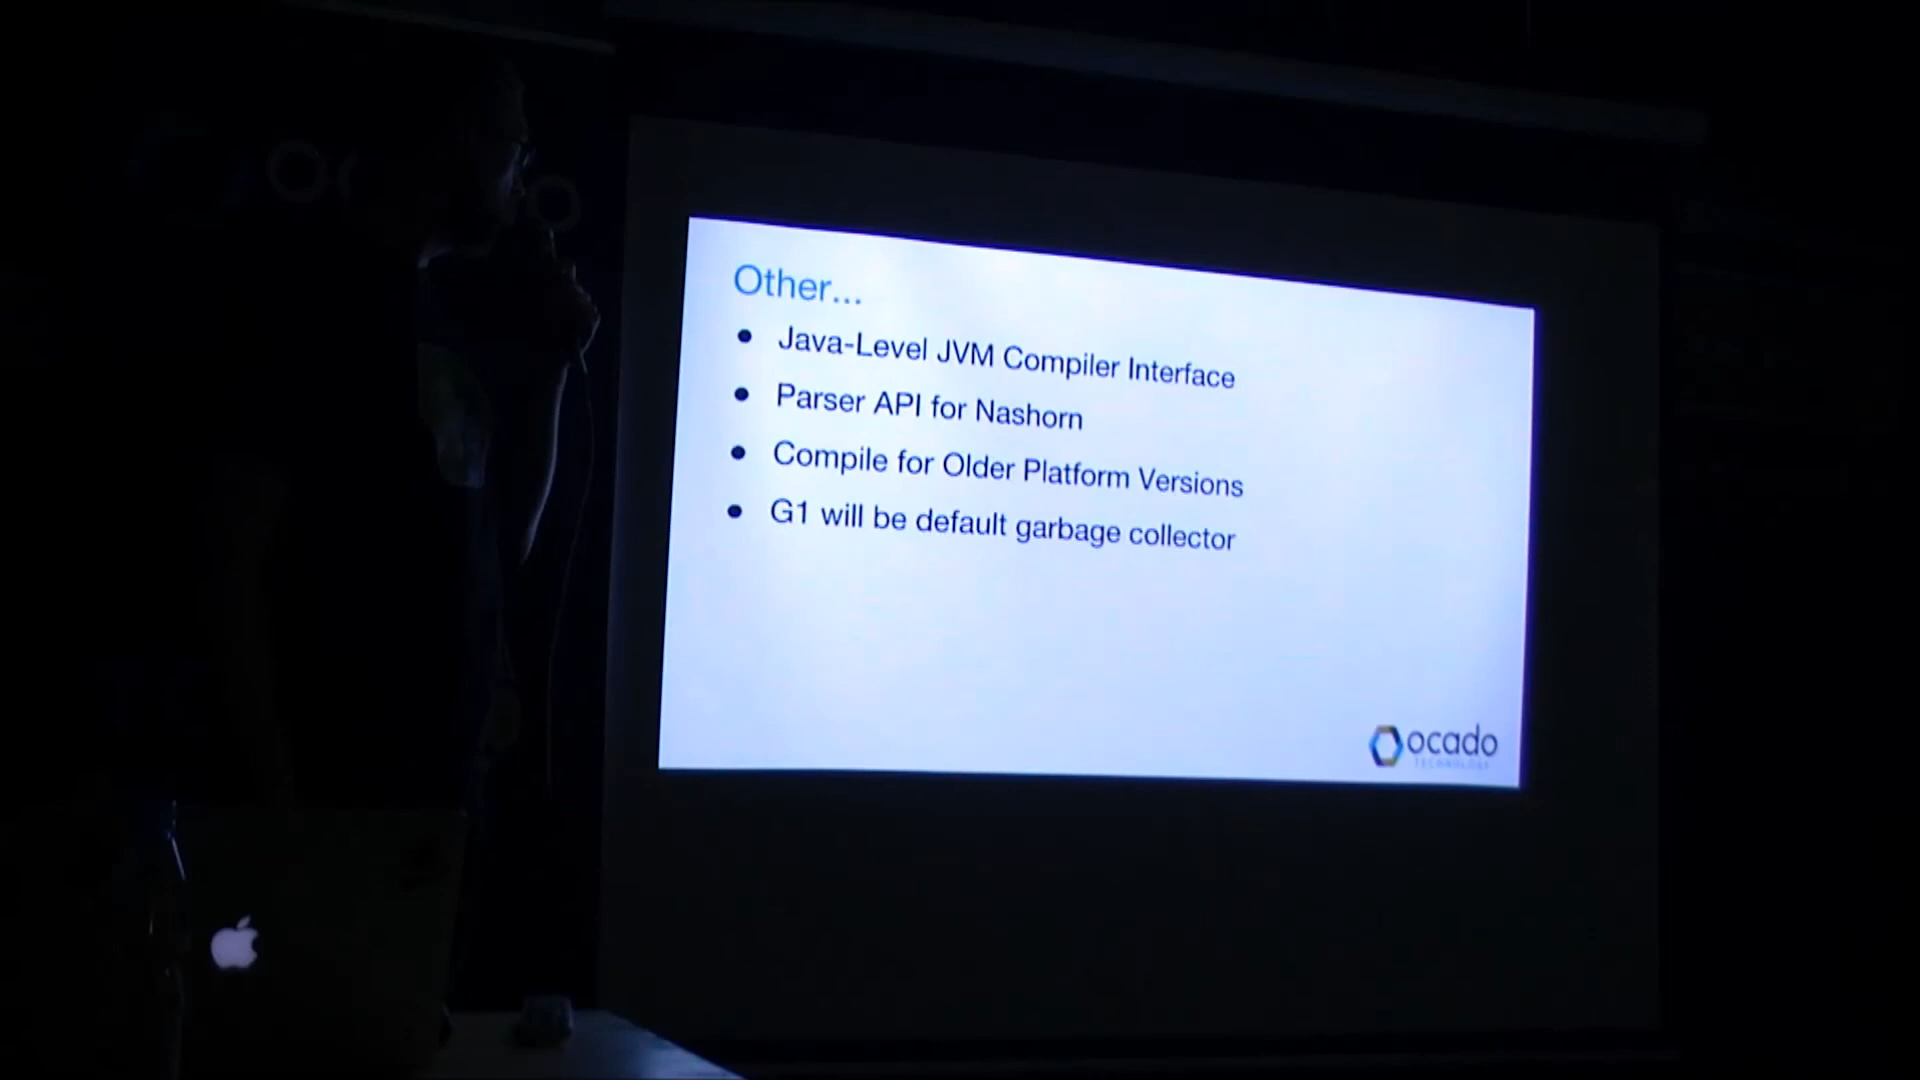 Other...
Java-Level JVM Compiler Interface
Parser API for Nashorn
Compile for Older Platform Versions
G1 will be default garbage collector
ocado
TECHNOLOGY